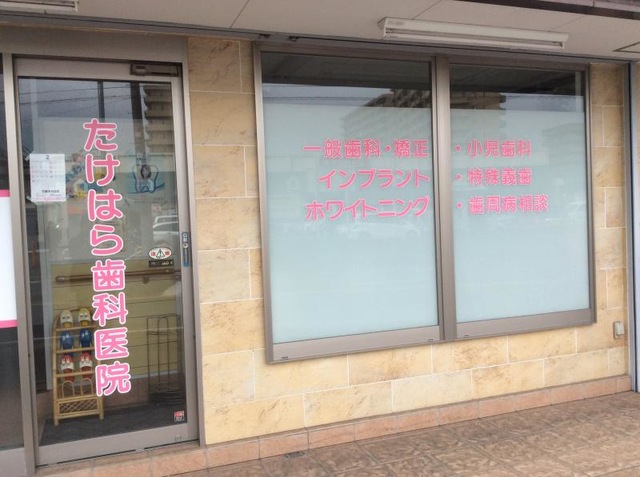 たけはら歯科医院
一般歯科・矯正・小児歯科
インプラント・特殊義歯
ホワイトニング・歯周病相談